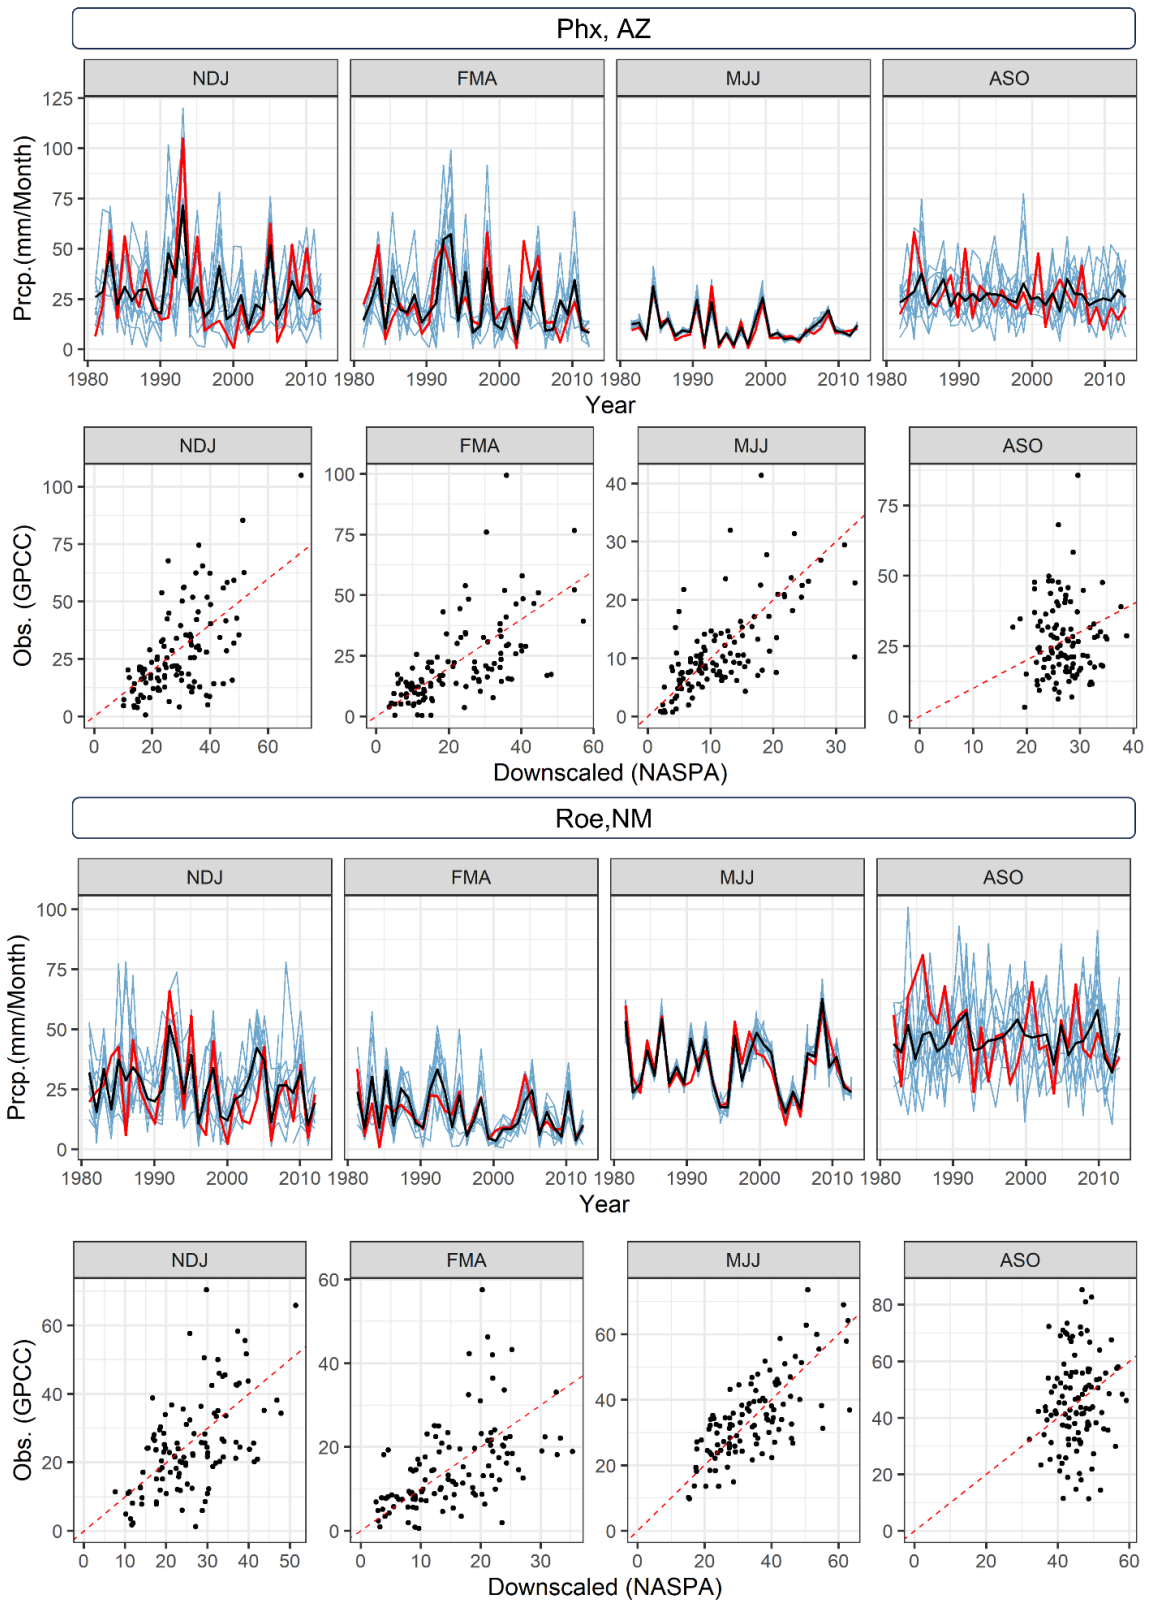 Phx, AZ
NDJ FMA MJJ ASO
Prcp.(mm/Month)
125
100
75
50
25
0
1980 1990 2000 2010 1980 1990 2000 2010 1980 1990 2000 2010 1980 1990 2000 2010
Year
NDJ FMA MJJ ASO
Obs. (GPCC)
100
75
50
25
0
100
75
50
25
0
40
30
20
10
0
75
50
25
0
0 20 40 60 0 20 40 60 0 10 20 30 0 10 20 30 40
Downscaled (NASPA)
Roe,NM
NDJ FMA MJJ ASO
Prcp.(mm/Month)
100
75
50
25
0
1980 1990 2000 2010 1980 1990 2000 2010 1980 1990 2000 2010 1980 1990 2000 2010
Year
NDJ FMA MJJ ASO
Obs. (GPCC)
60
40
20
0
60
40
20
0
60
40
20
0
80
60
40
20
0
0 10 20 30 40 50 0 10 20 30 0 20 40 60 0 20 40 60
Downscaled (NASPA)